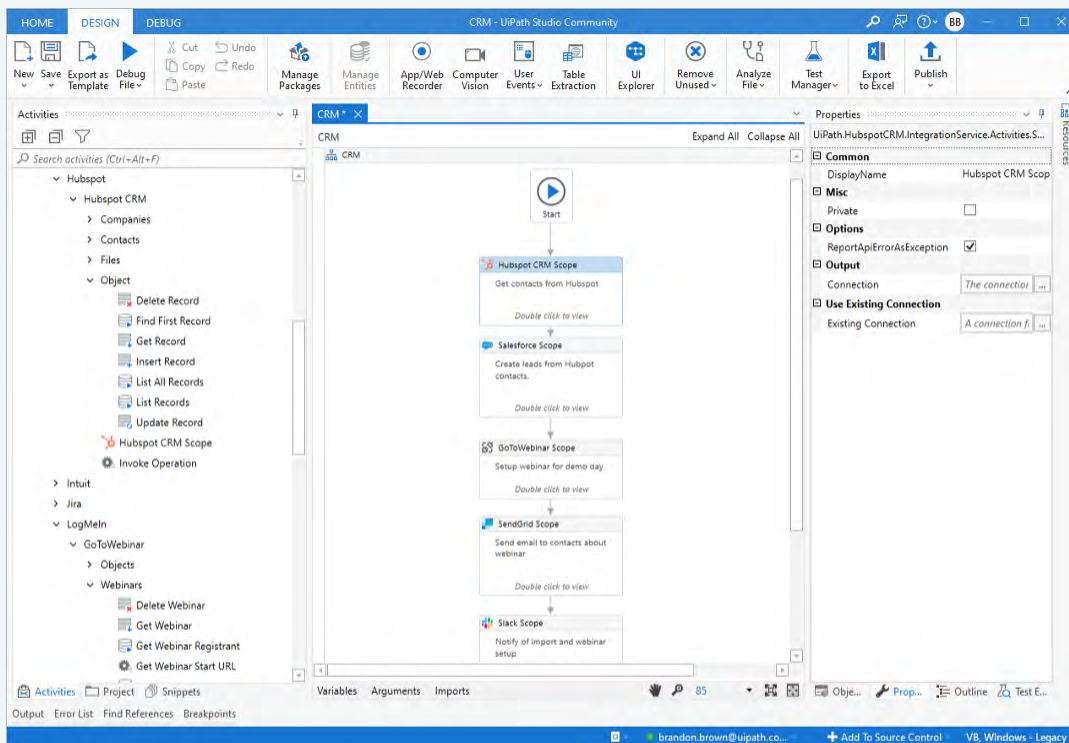 HOME DESIGN DEBUG CRM - UiPath Studio Community BB
New Save Export as Template Debug File Cut Copy Paste Undo Redo Manage Packages Manage Entities App/Web Recorder Computer Vision User Events Table Extraction UI Explorer Remove Unused Analyze File Test Manager Export to Excel Publish
Activities
Search activities (Ctrl+Alt+F)
Hubspot
Hubspot CRM
Companies
Contacts
Files
Object
Delete Record
Find First Record
Get Record
Insert Record
List All Records
List Records
Update Record
Hubspot CRM Scope
Invoke Operation
Intuit
Jira
LogMeIn
GoToWebinar
Objects
Webinars
Delete Webinar
Get Webinar
Get Webinar Registrant
Get Webinar Start URL
Activities Project Snippets
CRM *
CRM Expand All Collapse All
CRM
Start
Hubspot CRM Scope
Get contacts from Hubspot
Double click to view
Salesforce Scope
Create leads from Hubpot
contacts.
Double click to view
GoToWebinar Scope
Setup webinar for demo day
Double click to view
SendGrid Scope
Send email to contacts about
webinar
Double click to view
Slack Scope
Notify of import and webinar
setup
Variables Arguments Imports 85
Properties
UiPath.HubspotCRM.IntegrationService.Activities.S...
Common
DisplayName Hubspot CRM Scop
Misc
Private
Options
ReportApiErrorAsException
Output
Connection The connection ...
Use Existing Connection
Existing Connection A connection f. ...
Obje... Prop... Outline Test E...
Resources
Output Error List Find References Breakpoints
0 brandon.brown@uipath.co... Add To Source Control VB, Windows - Legacy